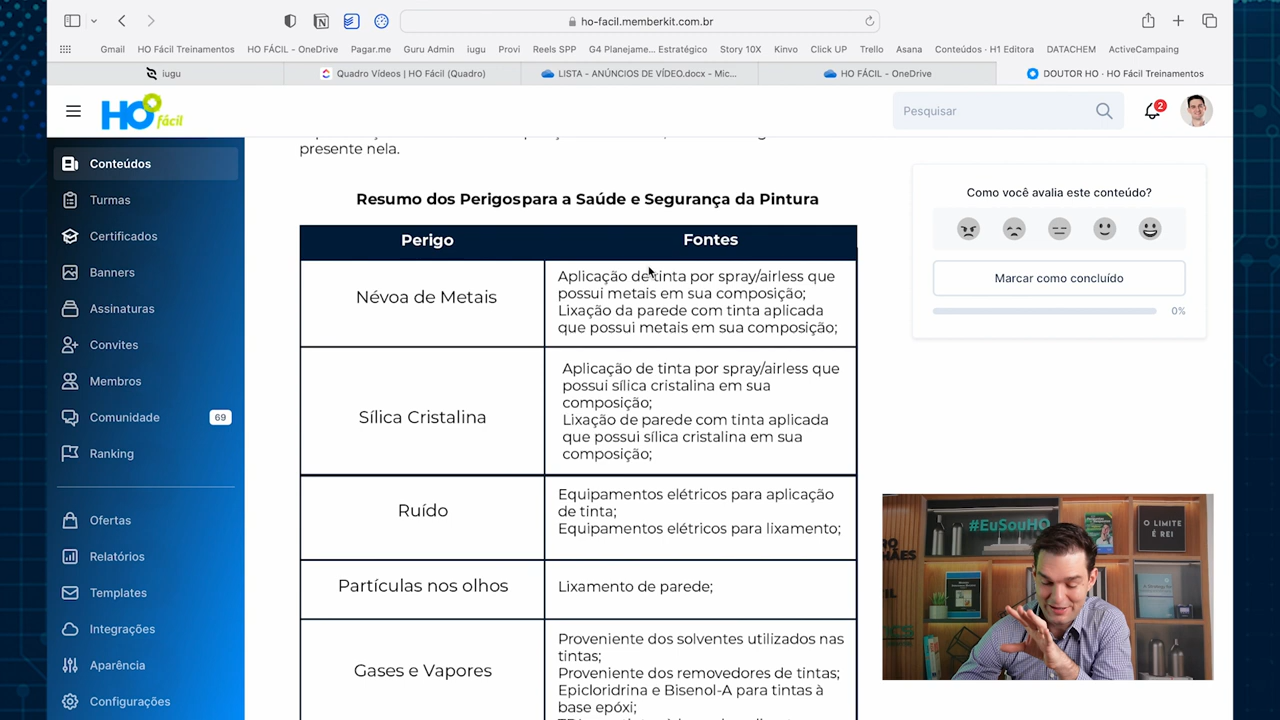 ho-facil.memberkit.com.br
Gmail HO Fácil Treinamentos HO FÁCIL - OneDrive Pagar.me Guru Admin iugu Provi Reels SPP G4 Planejame... Estratégico Story 10X Kinvo Click UP Trello Asana Conteúdos · H1 Editora DATACHEM ActiveCampaing
iugu Quadro Vídeos | HO Fácil (Quadro) LISTA - ANÚNCIOS DE VÍDEO.docx - Mic... HO FÁCIL - OneDrive DOUTOR HO · HO Fácil Treinamentos
HO fácil
Pesquisar
2
Conteúdos
Turmas
Certificados
Banners
Assinaturas
Convites
Membros
Comunidade 69
Ranking
Ofertas
Relatórios
Templates
Integrações
Aparência
Configurações
presente nela.
Resumo dos Perigospara a Saúde e Segurança da Pintura
Perigo Fontes
Névoa de Metais
Aplicação de tinta por spray/airless que
possui metais em sua composição;
Lixação da parede com tinta aplicada
que possui metais em sua composição;
Sílica Cristalina
Aplicação de tinta por spray/airless que
possui sílica cristalina em sua
composição;
Lixação de parede com tinta aplicada
que possui sílica cristalina em sua
composição;
Ruído
Equipamentos elétricos para aplicação
de tinta;
Equipamentos elétricos para lixamento;
Partículas nos olhos
Lixamento de parede;
Gases e Vapores
Proveniente dos solventes utilizados nas
tintas;
Proveniente dos removedores de tintas;
Epicloridrina e Bisenol-A para tintas à
base epóxi;
Como você avalia este conteúdo?
Marcar como concluído
0%
#EuSouHO
O LIMITE
É REI